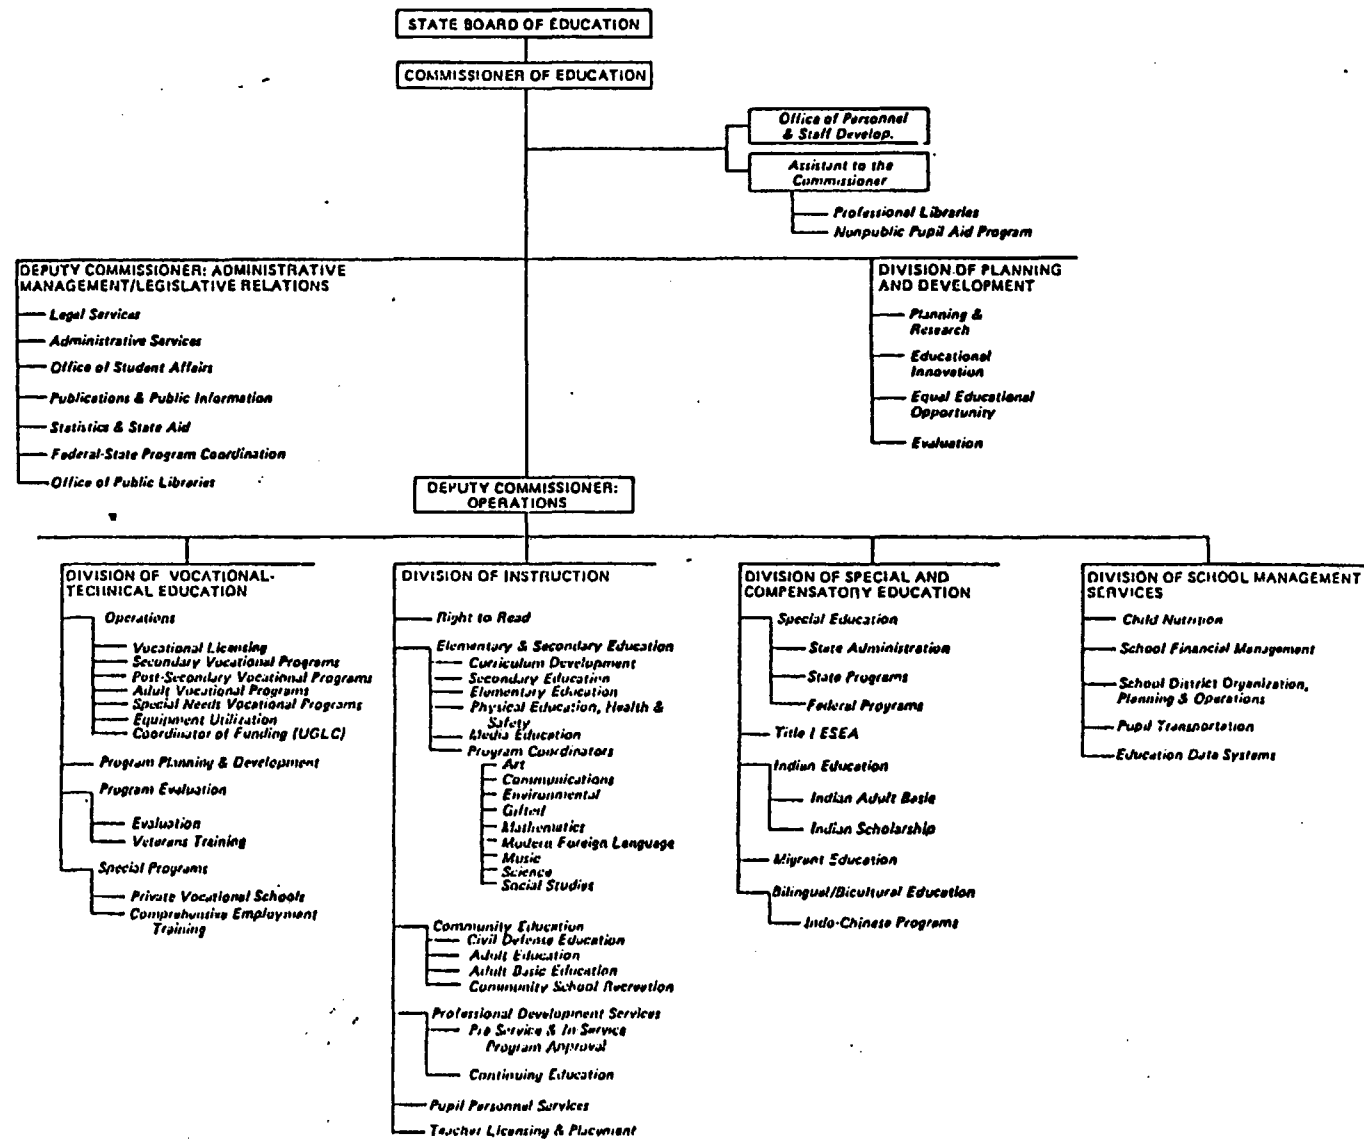 STATE BOARD OF EDUCATION
COMMISSIONER OF EDUCATION
Office of Personnel
& Staff Develop.
Assistant to the
Commissioner
Professional Libraries
Nonpublic Pupil Aid Program
DEPUTY COMMISSIONER: ADMINISTRATIVE
MANAGEMENT/LEGISLATIVE RELATIONS
Legal Services
Administrative Services
Office of Student Affairs
Publications & Public Information
Statistics & State Aid
Federal-State Program Coordination
Office of Public Libraries
DIVISION OF PLANNING
AND DEVELOPMENT
Planning &
Research
Educational
Innovation
Equal Educational
Opportunity
Evaluation
DEPUTY COMMISSIONER:
OPERATIONS
DIVISION OF VOCATIONAL-
TECHNICAL EDUCATION
Operations
Vocational Licensing
Secondary Vocational Programs
Post-Secondary Vocational Programs
Adult Vocational Programs
Special Needs Vocational Programs
Equipment Utilization
Coordinator of Funding (UGLC)
Program Planning & Development
Program Evaluation
Evaluation
Veterans Training
Special Programs
Private Vocational Schools
Comprehensive Employment
Training
DIVISION OF INSTRUCTION
Right to Read
Elementary & Secondary Education
Curriculum Development
Secondary Education
Elementary Education
Physical Education, Health &
Safety
Media Education
Program Coordinators
Art
Communications
Environmental
Gifted
Mathematics
Modern Foreign Language
Music
Science
Social Studies
Community Education
Civil Defense Education
Adult Education
Adult Basic Education
Community School Recreation
Professional Development Services
Pre Service & In Service
Program Approval
Continuing Education
Pupil Personnel Services
Teacher Licensing & Placement
DIVISION OF SPECIAL AND
COMPENSATORY EDUCATION
Special Education
State Administration
State Programs
Federal Programs
Title I ESEA
Indian Education
Indian Adult Basic
Indian Scholarship
Migrant Education
Bilingual/Bicultural Education
Indo-Chinese Programs
DIVISION OF SCHOOL MANAGEMENT
SERVICES
Child Nutrition
School Financial Management
School District Organization,
Planning & Operations
Pupil Transportation
Education Data Systems